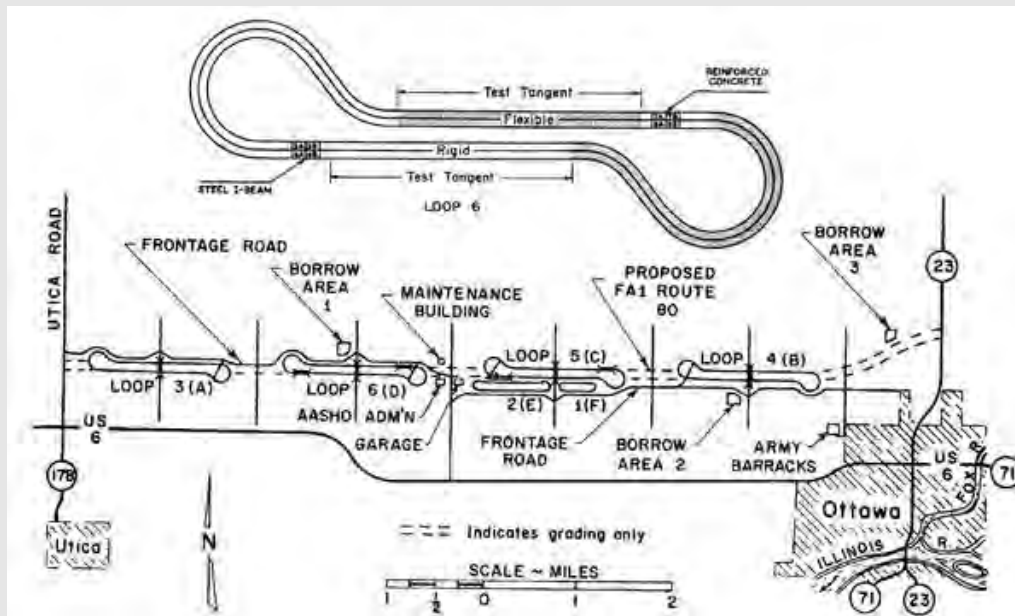 REINFORCED
CONCRETE
Test Tangent
Flexible
Rigid
STEEL I-BEAM
Test Tangent
LOOP 6
UTICA ROAD
FRONTAGE ROAD
BORROW
AREA
1
MAINTENANCE
BUILDING
PROPOSED
FA1 ROUTE
80
BORROW
AREA
3
23
LOOP
3 (A)
LOOP
6 (D)
LOOP
5 (C)
LOOP
4 (B)
2(E)
1(F)
AASHO ADM'N
GARAGE
FRONTAGE
ROAD
BORROW
AREA 2
ARMY
BARRACKS
US
6
US
6
71
178
Utica
N
Ottawa
FOX R.
ILLINOIS
R.
71
23
Indicates grading only
SCALE ~ MILES
1
1/2
0
1
2